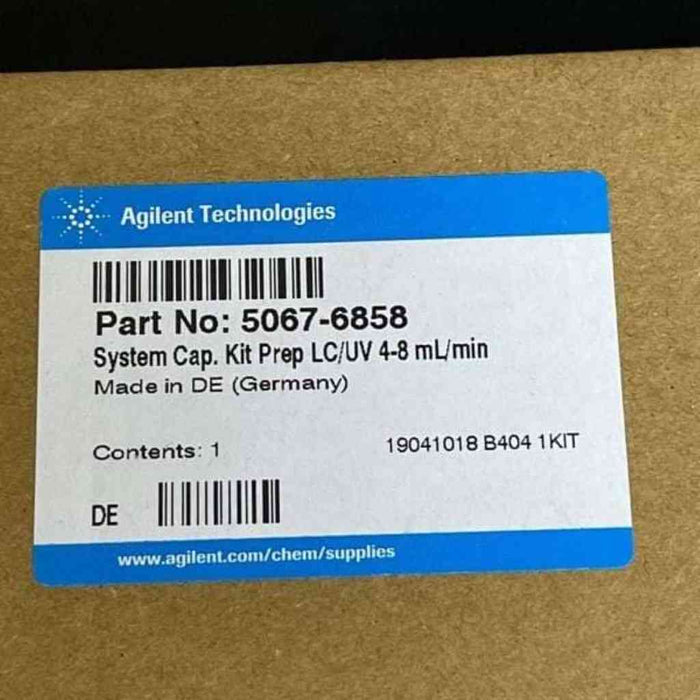 Agilent Technologies
Part No: 5067-6858
System Cap. Kit Prep LC/UV 4-8 mL/min
Made in DE (Germany)
Contents: 1
19041018 B404 1KIT
DE
www.agilent.com/chem/supplies